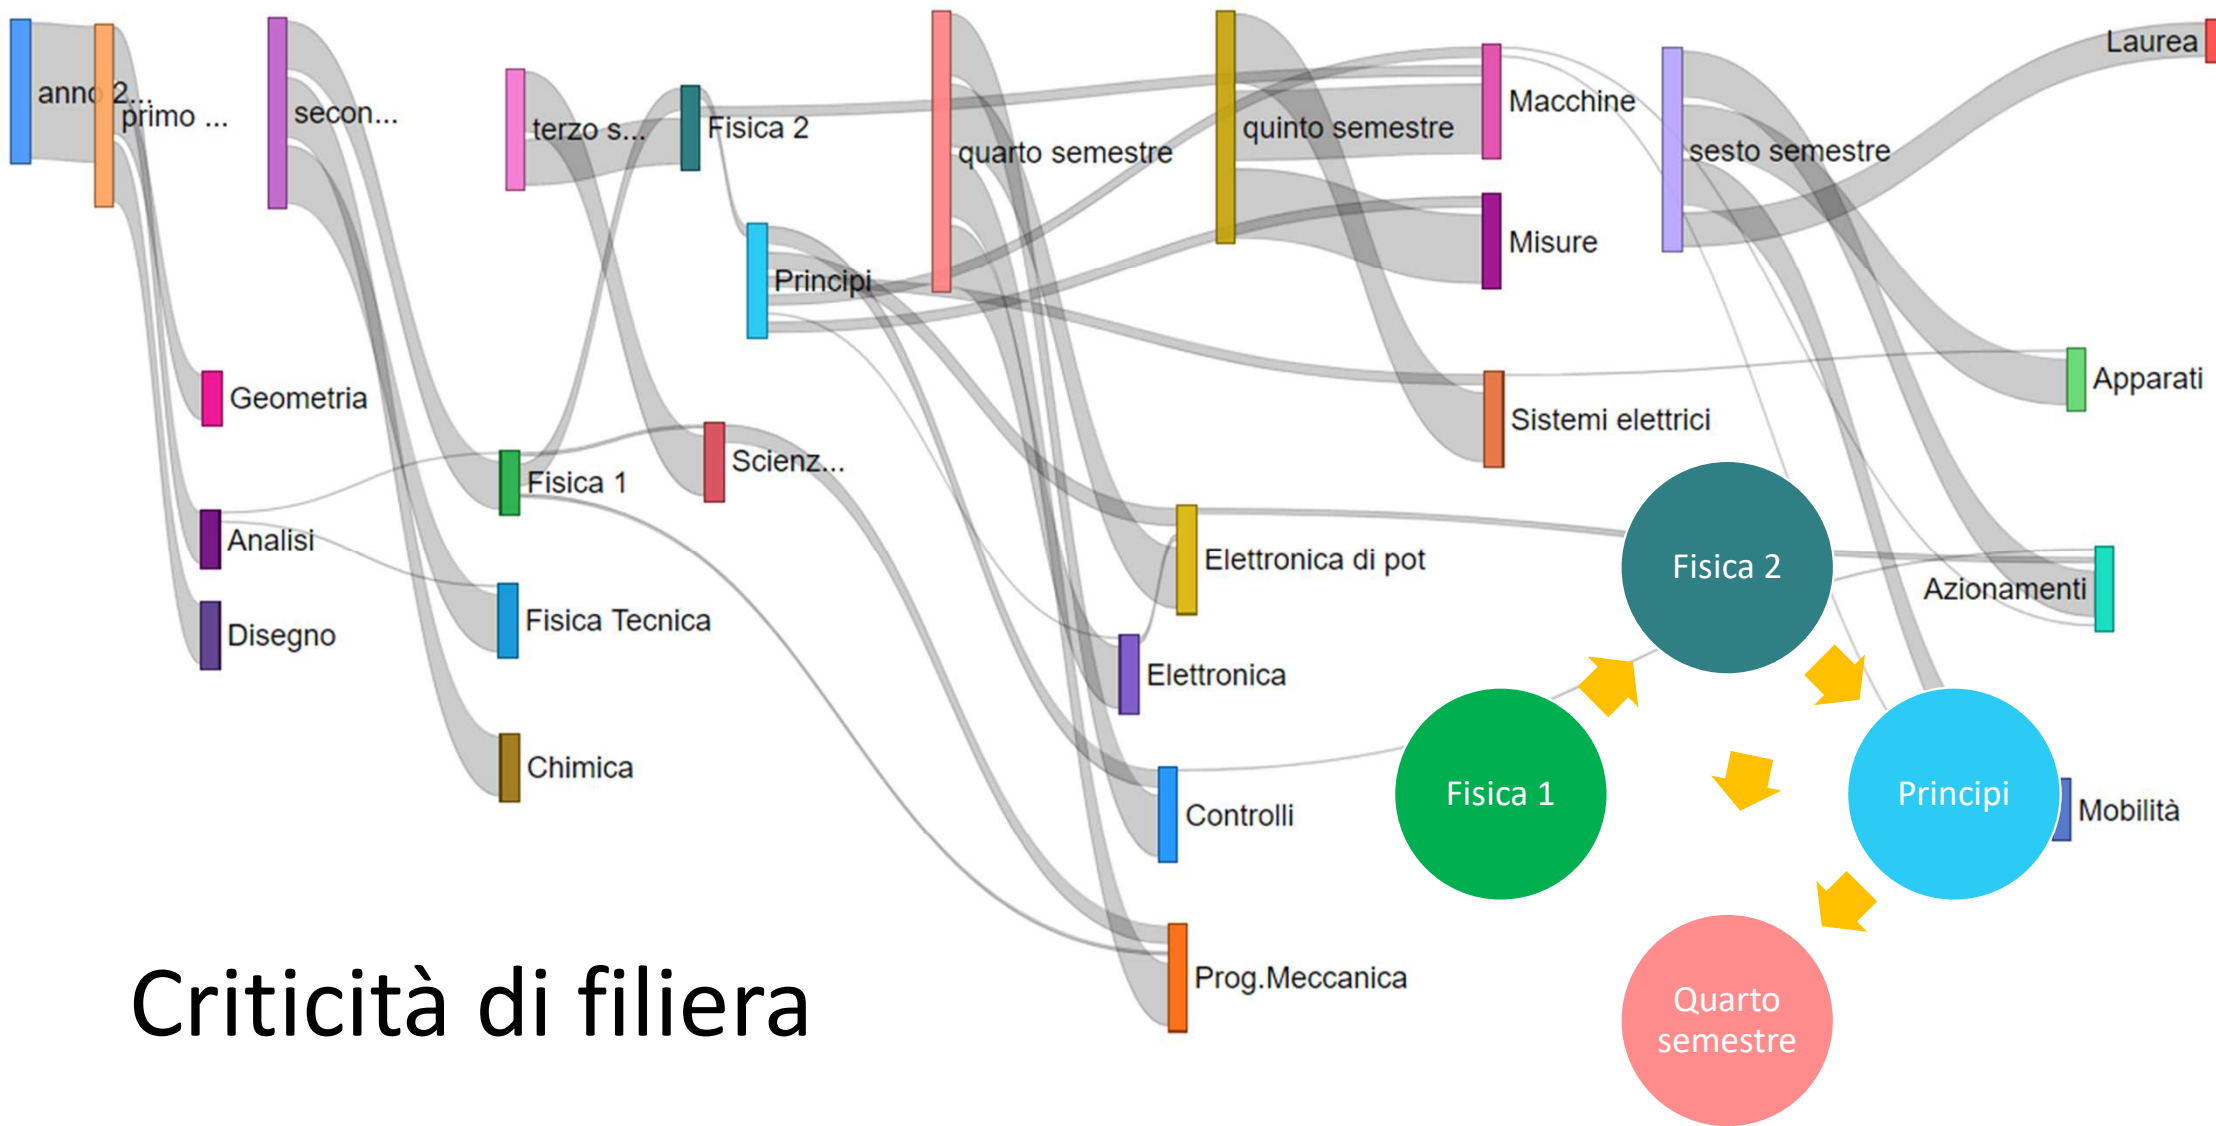 Laurea
anno 2...
primo ...
secon...
terzo s...
Fisica 2
quarto semestre
quinto semestre
Macchine
sesto semestre
Misure
Principi
Geometria
Apparati
Sistemi elettrici
Scienz...
Fisica 1
Analisi
Elettronica di pot
Fisica 2
Azionamenti
Fisica Tecnica
Disegno
Elettronica
Chimica
Fisica 1
Principi
Mobilità
Controlli
Prog.Meccanica
Criticità di filiera
Quarto
semestre